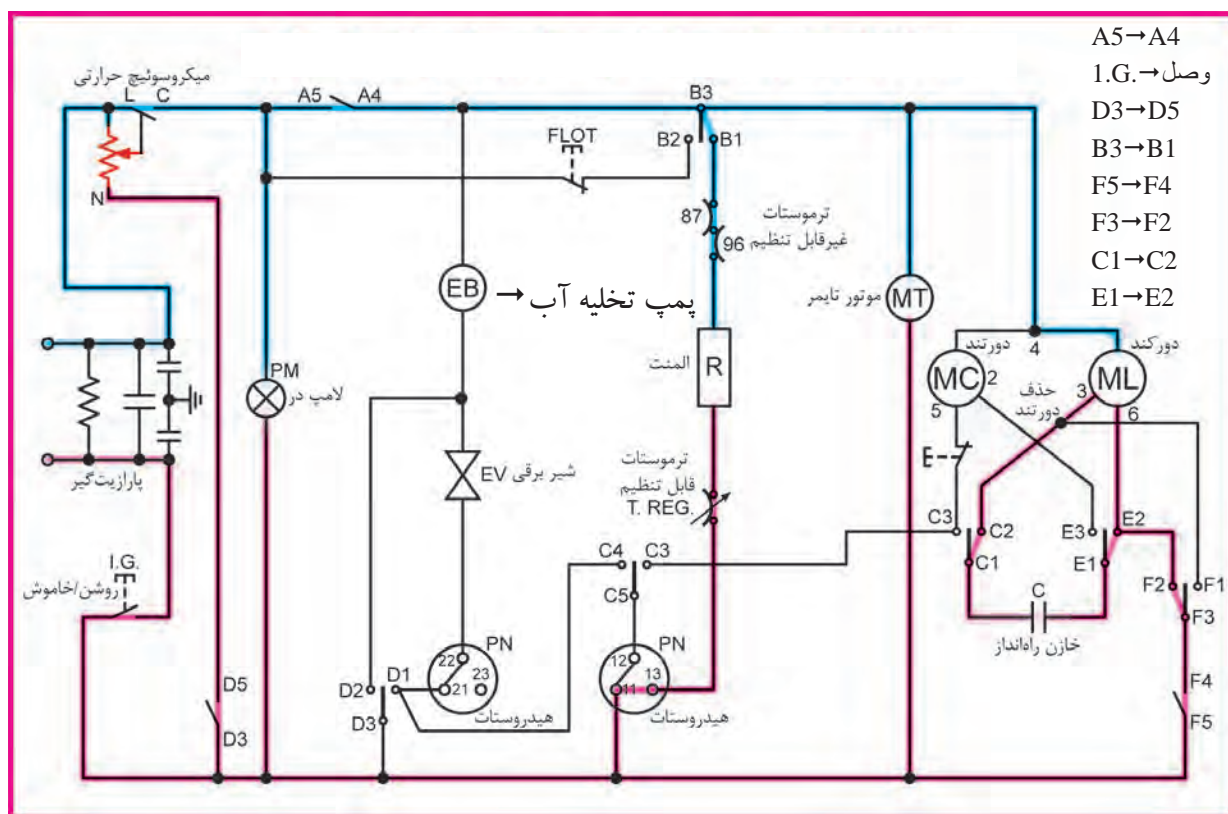 A5→A4
1.G.→وصل
D3→D5
B3→B1
F5→F4
F3→F2
C1→C2
E1→E2
میکروسوئیچ حرارتی
L C
A5 A4
B3
FLOT
B2 B1
N
87
96
ترموستات
غیرقابل تنظیم
EB → پمپ تخلیه آب
موتور تایمر MT
دورتند
4
دورکند
MC 2
5
حذف
دورتند
3 ML
6
PM
لامپ در
المنت R
پارازیت‌گیر
شیر برقی EV
ترموستات
قابل تنظیم
T. REG.
E
C3 C2
C1
E3 E2
E1
C4 C3
C5
I.G.
روشن/خاموش
F2 F1
F3
C
خازن راه‌انداز
PN
22
21 23
هیدروستات
PN
12
11 13
هیدروستات
D5
D3
D2 D1
D3
F4
F5